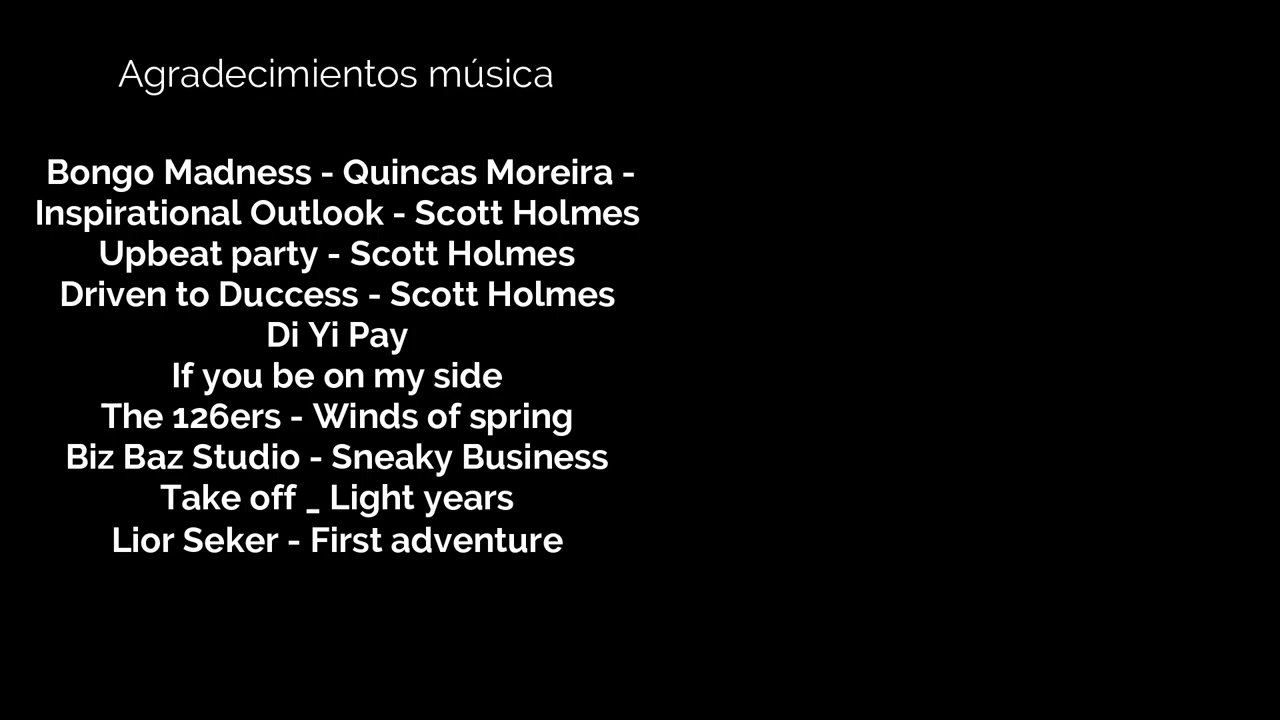 Agradecimientos música
Bongo Madness - Quincas Moreira -
Inspirational Outlook - Scott Holmes
Upbeat party - Scott Holmes
Driven to Duccess - Scott Holmes
Di Yi Pay
If you be on my side
The 126ers - Winds of spring
Biz Baz Studio - Sneaky Business
Take off _ Light years
Lior Seker - First adventure